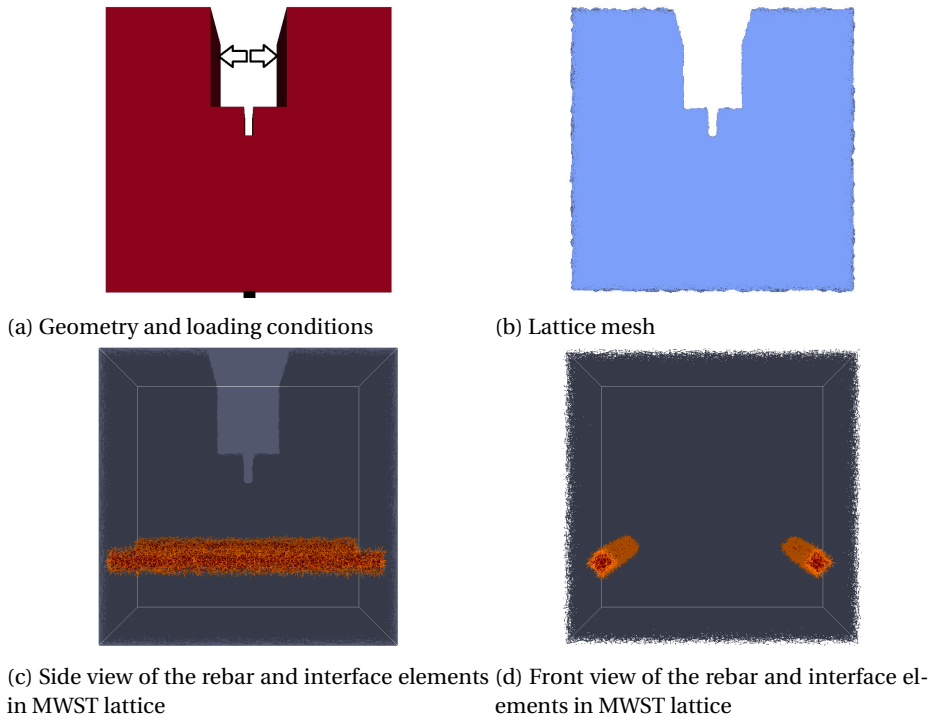 (a) Geometry and loading conditions
(b) Lattice mesh
(c) Side view of the rebar and interface elements
in MWST lattice
(d) Front view of the rebar and interface el-
ements in MWST lattice